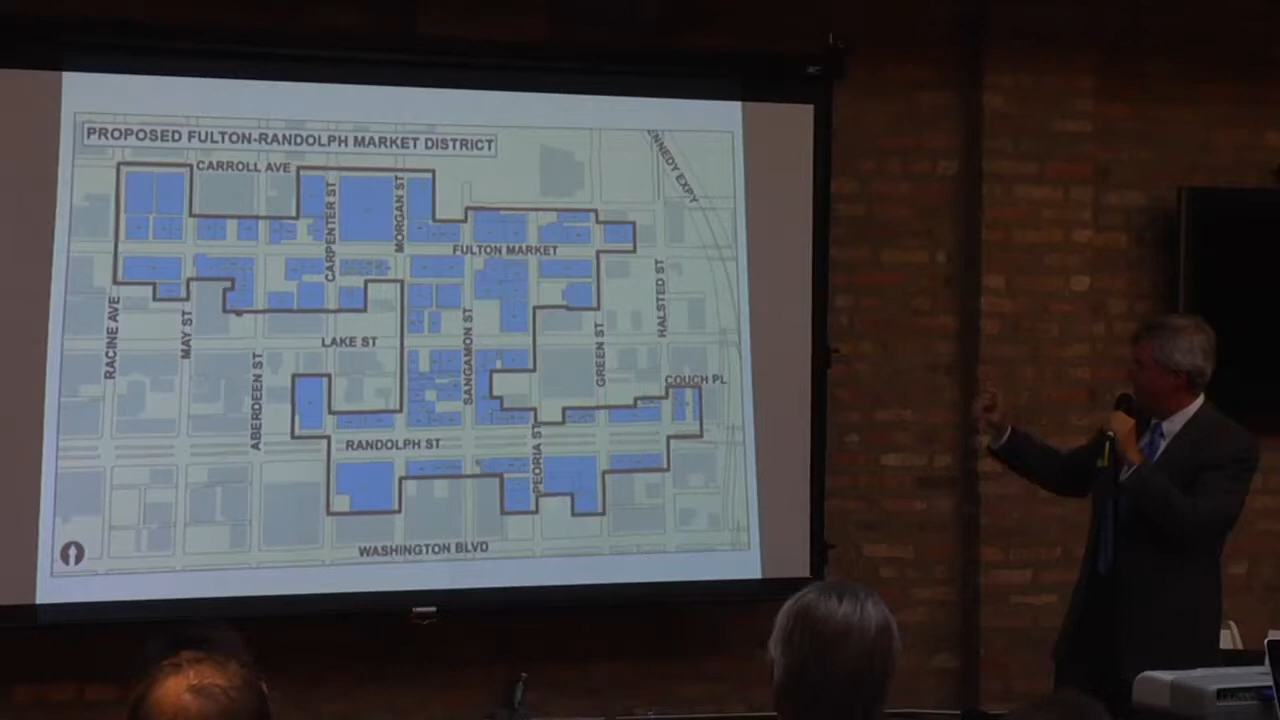 PROPOSED FULTON-RANDOLPH MARKET DISTRICT
CARROLL AVE
CARPENTER ST
MORGAN ST
FULTON MARKET
RACINE AVE
MAY ST
ABERDEEN ST
LAKE ST
SANGAMON ST
GREEN ST
HALSTED ST
ENNEDY EXPY
COUCH PL
RANDOLPH ST
PEORIA ST
WASHINGTON BLVD